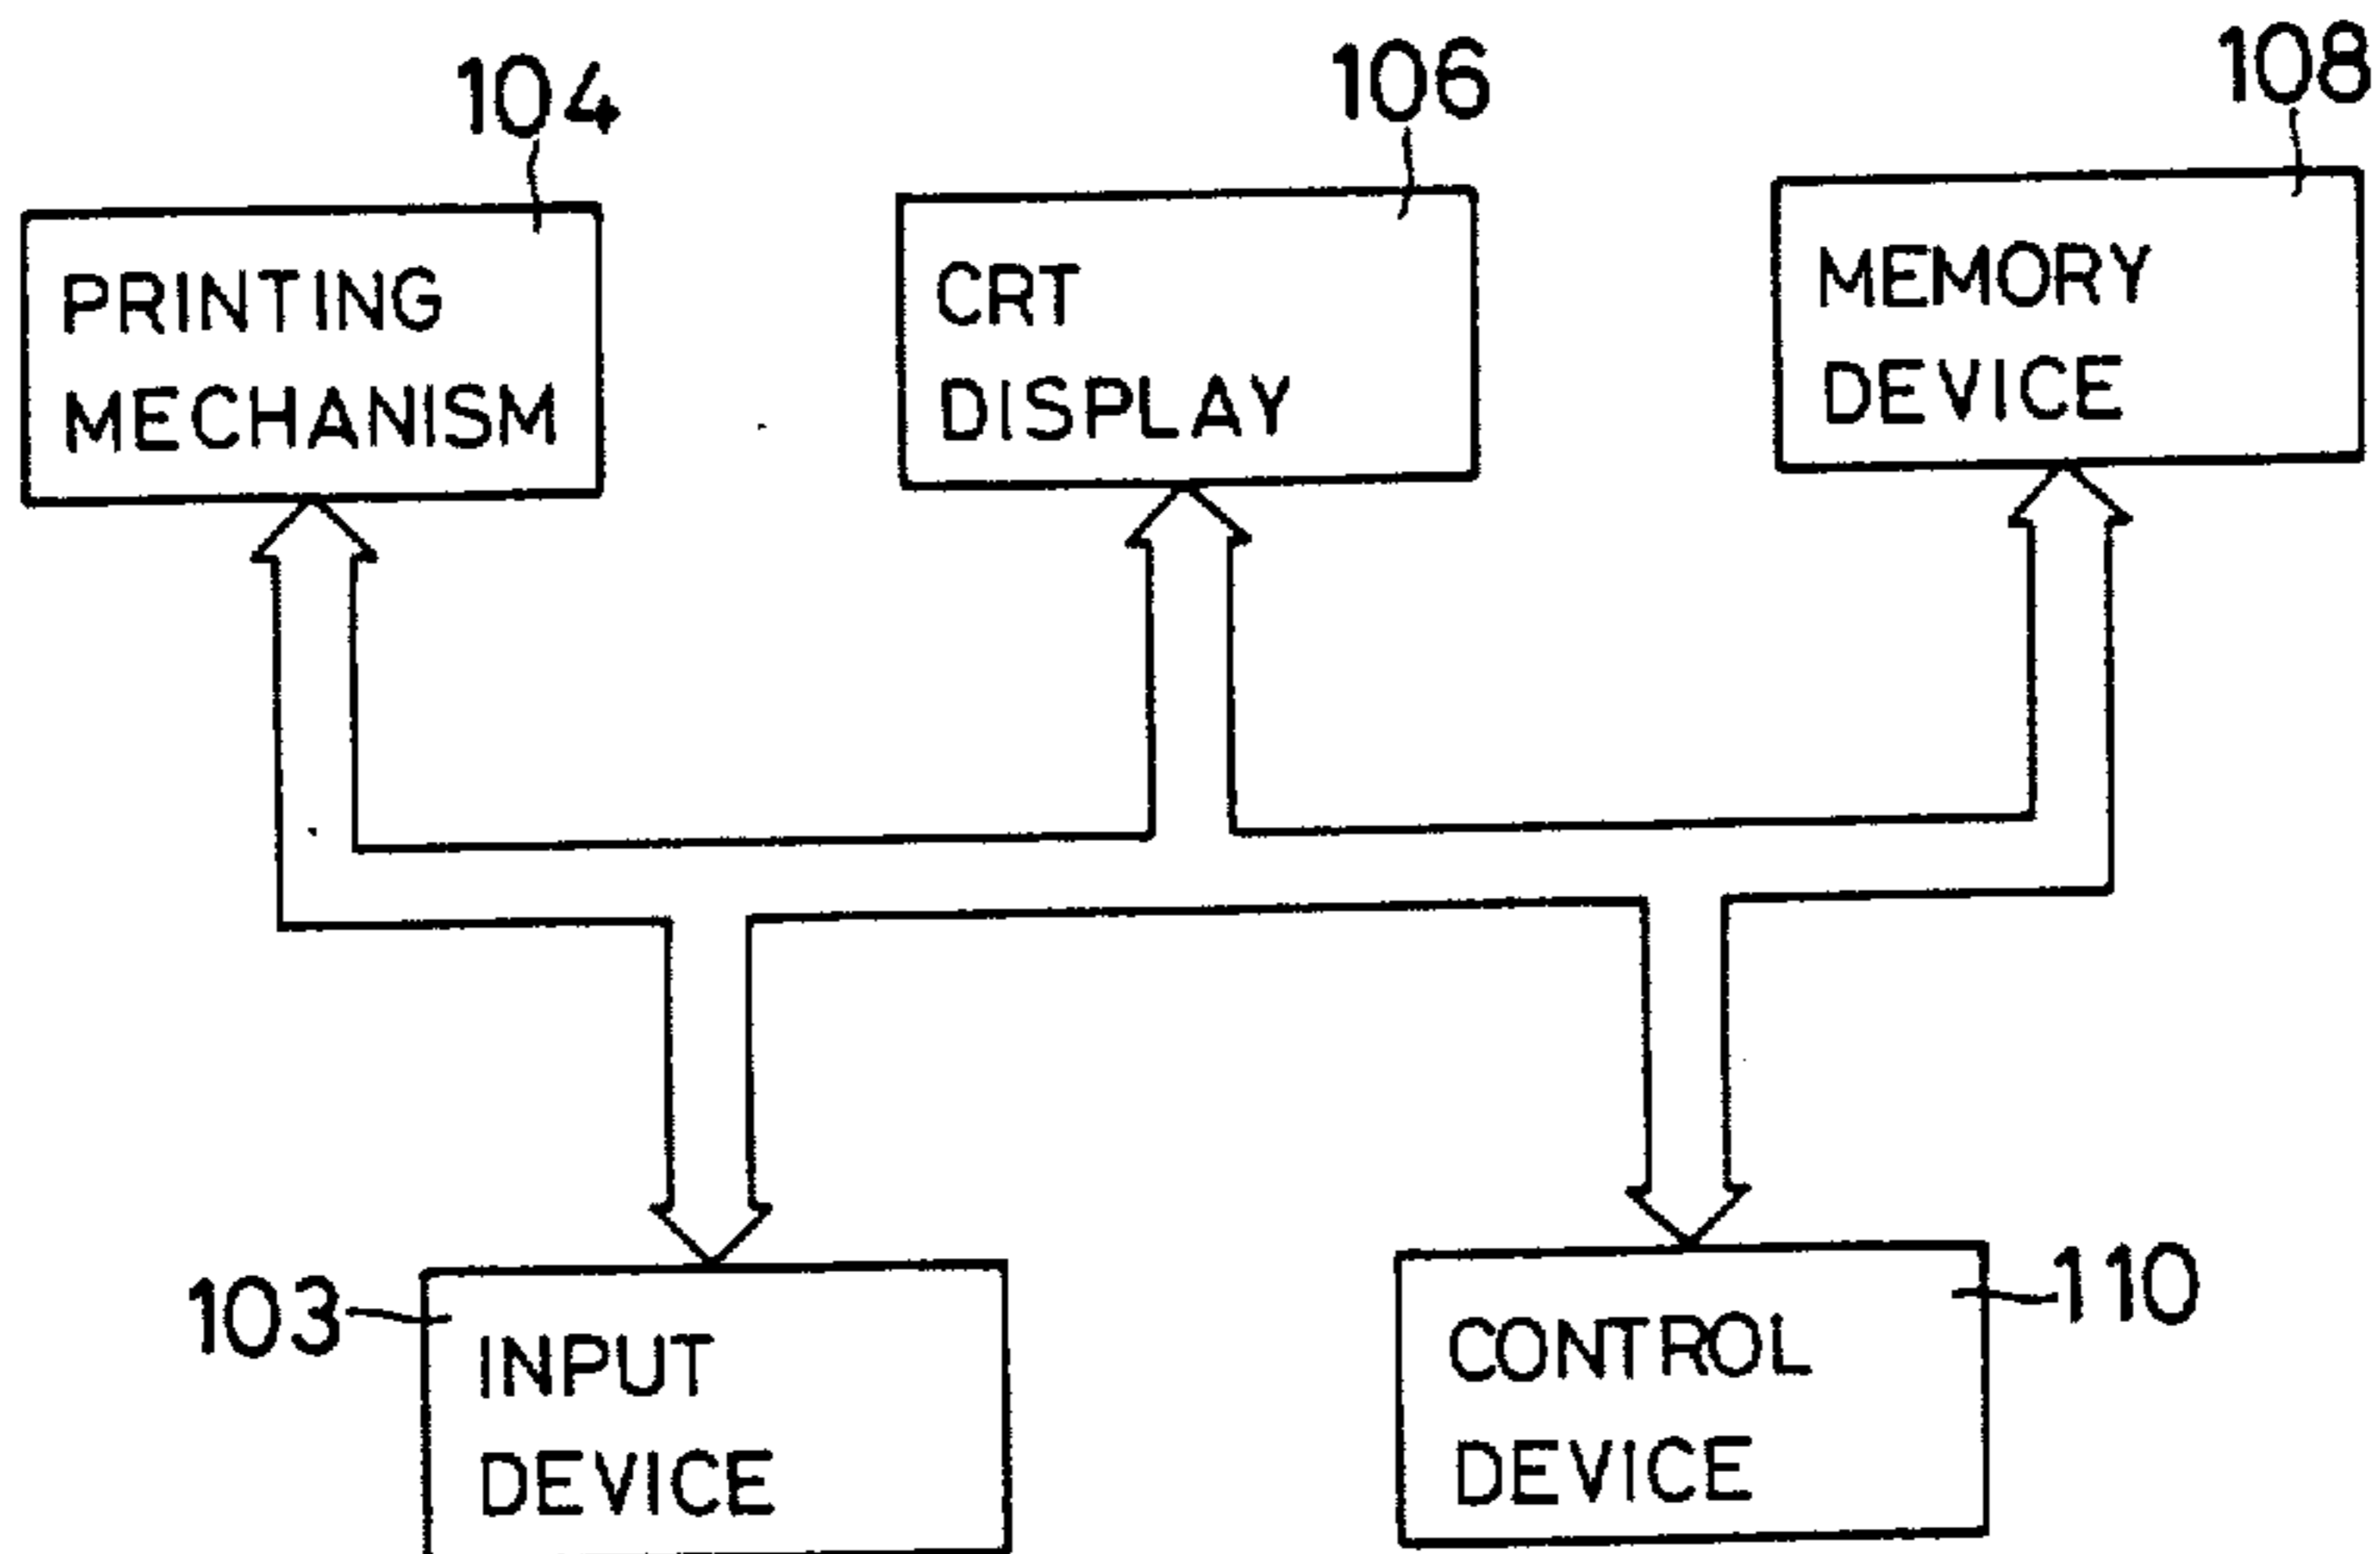 104
106
108
PRINTING
MECHANISM
CRT
DISPLAY
MEMORY
DEVICE
103
INPUT
DEVICE
110
CONTROL
DEVICE